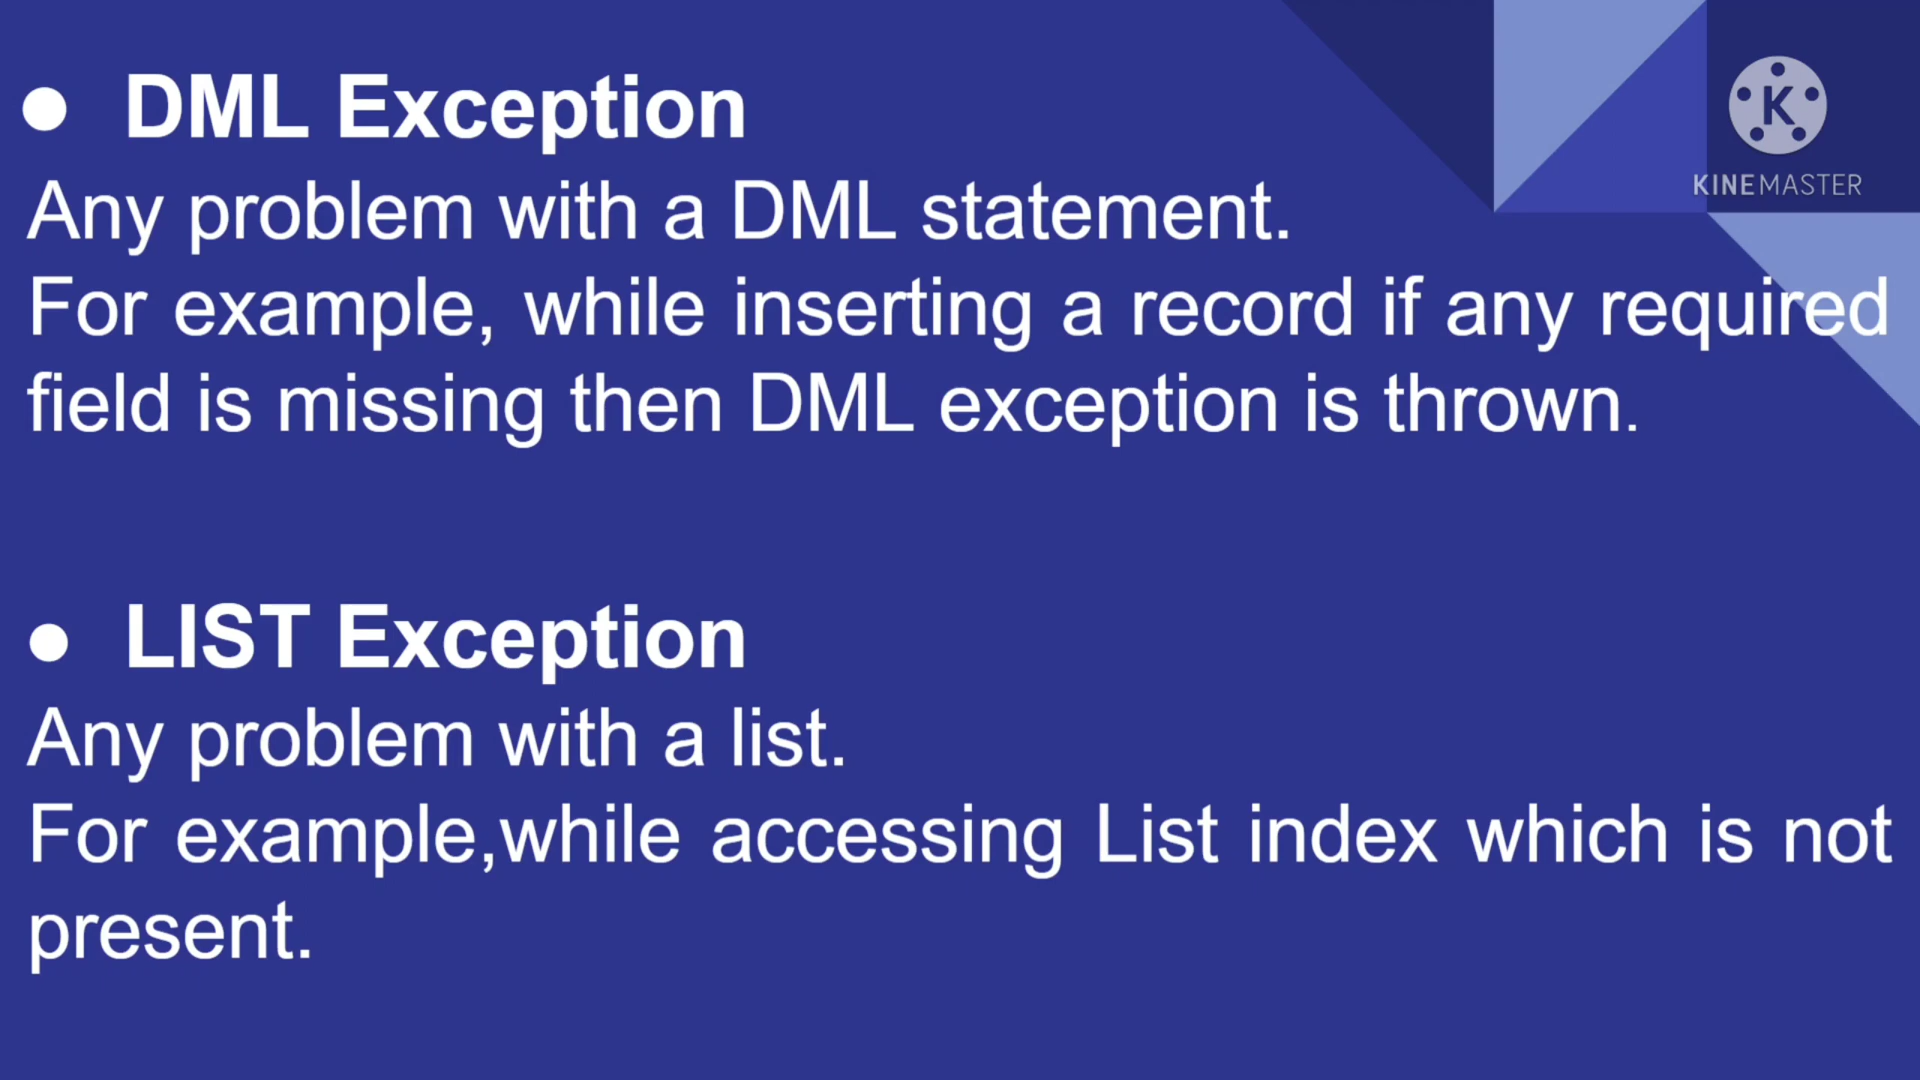 ● DML Exception
Any problem with a DML statement.
For example, while inserting a record if any required
field is missing then DML exception is thrown.
● LIST Exception
Any problem with a list.
For example,while accessing List index which is not
present.
K
KINEMASTER